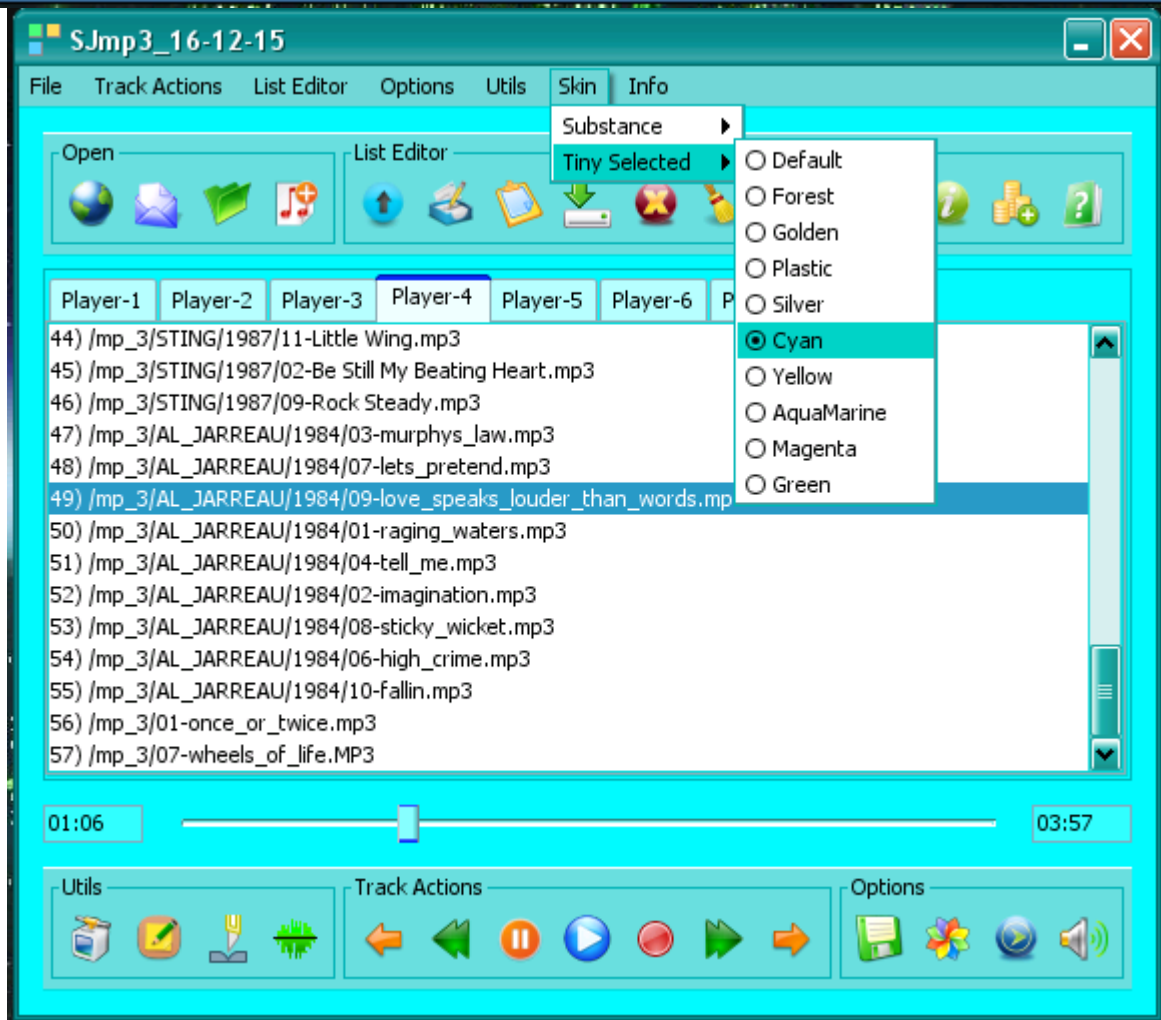 SJmp3_16-12-15
File Track Actions List Editor Options Utils Skin Info
Substance
Tiny Selected
Default
Forest
Golden
Plastic
Silver
Cyan
Yellow
AquaMarine
Magenta
Green
Open
List Editor
Player-1 Player-2 Player-3 Player-4 Player-5 Player-6 P
44) /mp_3/STING/1987/11-Little Wing.mp3
45) /mp_3/STING/1987/02-Be Still My Beating Heart.mp3
46) /mp_3/STING/1987/09-Rock Steady.mp3
47) /mp_3/AL_JARREAU/1984/03-murphys_law.mp3
48) /mp_3/AL_JARREAU/1984/07-lets_pretend.mp3
49) /mp_3/AL_JARREAU/1984/09-love_speaks_louder_than_words.mp
50) /mp_3/AL_JARREAU/1984/01-raging_waters.mp3
51) /mp_3/AL_JARREAU/1984/04-tell_me.mp3
52) /mp_3/AL_JARREAU/1984/02-imagination.mp3
53) /mp_3/AL_JARREAU/1984/08-sticky_wicket.mp3
54) /mp_3/AL_JARREAU/1984/06-high_crime.mp3
55) /mp_3/AL_JARREAU/1984/10-fallin.mp3
56) /mp_3/01-once_or_twice.mp3
57) /mp_3/07-wheels_of_life.MP3
01:06 03:57
Utils Track Actions Options